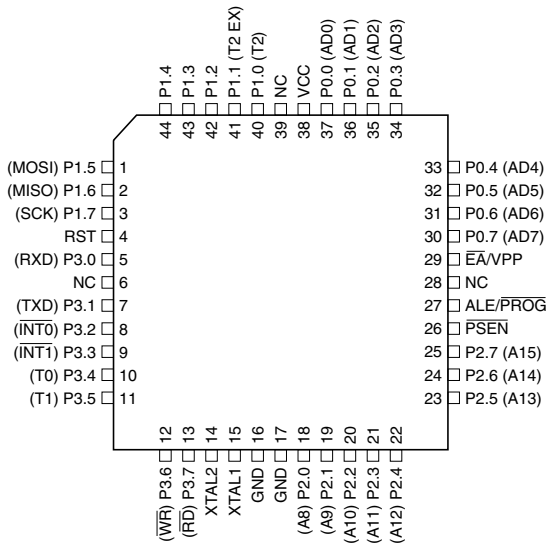 P1.4
P1.3
P1.2
P1.1 (T2 EX)
P1.0 (T2)
NC
VCC
P0.0 (AD0)
P0.1 (AD1)
P0.2 (AD2)
P0.3 (AD3)
44
43
42
41
40
39
38
37
36
35
34
(MOSI) P1.5 1
(MISO) P1.6 2
(SCK) P1.7 3
RST 4
(RXD) P3.0 5
NC 6
(TXD) P3.1 7
(INT0) P3.2 8
(INT1) P3.3 9
(T0) P3.4 10
(T1) P3.5 11
33 P0.4 (AD4)
32 P0.5 (AD5)
31 P0.6 (AD6)
30 P0.7 (AD7)
29 EA/VPP
28 NC
27 ALE/PROG
26 PSEN
25 P2.7 (A15)
24 P2.6 (A14)
23 P2.5 (A13)
12
13
14
15
16
17
18
19
20
21
22
(WR) P3.6
(RD) P3.7
XTAL2
XTAL1
GND
GND
(A8) P2.0
(A9) P2.1
(A10) P2.2
(A11) P2.3
(A12) P2.4